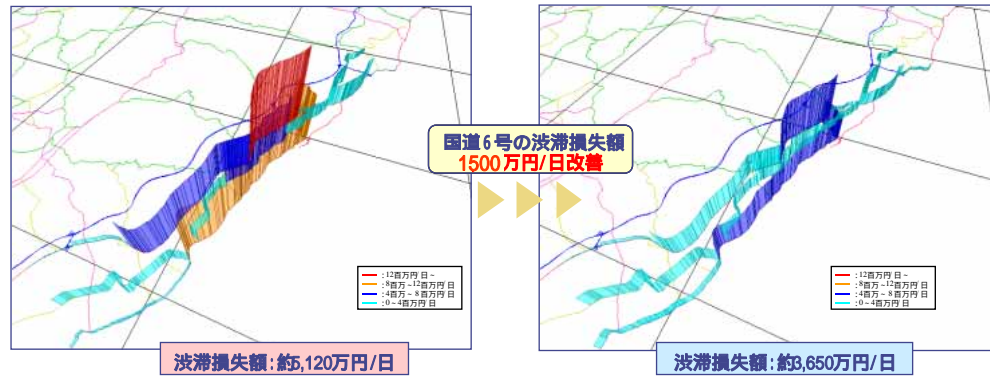 国道6号の渋滞損失額
1500万円/日改善
:12百万円/日~
:8百万~12百万円/日
:4百万~8百万円/日
:0~4百万円/日
:12百万円/日~
:8百万~12百万円/日
:4百万~8百万円/日
:0~4百万円/日
渋滞損失額:約5,120万円/日
渋滞損失額:約3,650万円/日